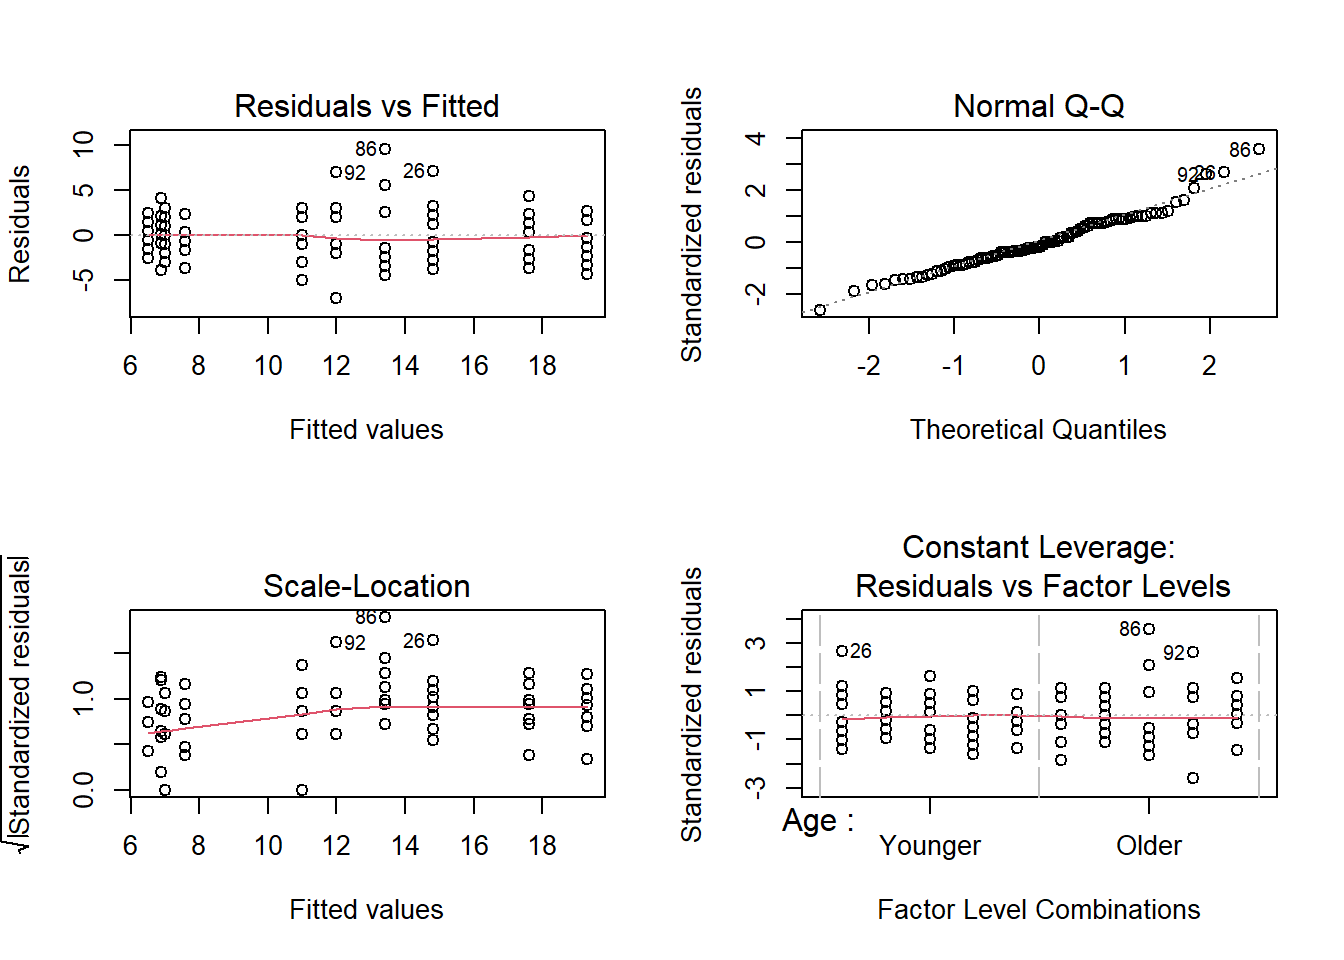 Residuals vs Fitted
Residuals
10
5
0
-5
86
92
26
6 8 10 12 14 16 18
Fitted values
Normal Q-Q
Standardized residuals
4
2
0
-2
86
92
26
-2 -1 0 1 2
Theoretical Quantiles
Scale-Location
√|Standardized residuals|
1.0
0.0
86
92
26
6 8 10 12 14 16 18
Fitted values
Constant Leverage:
Residuals vs Factor Levels
Standardized residuals
3
1
-1
-3
26
86
92
Age :
Younger Older
Factor Level Combinations